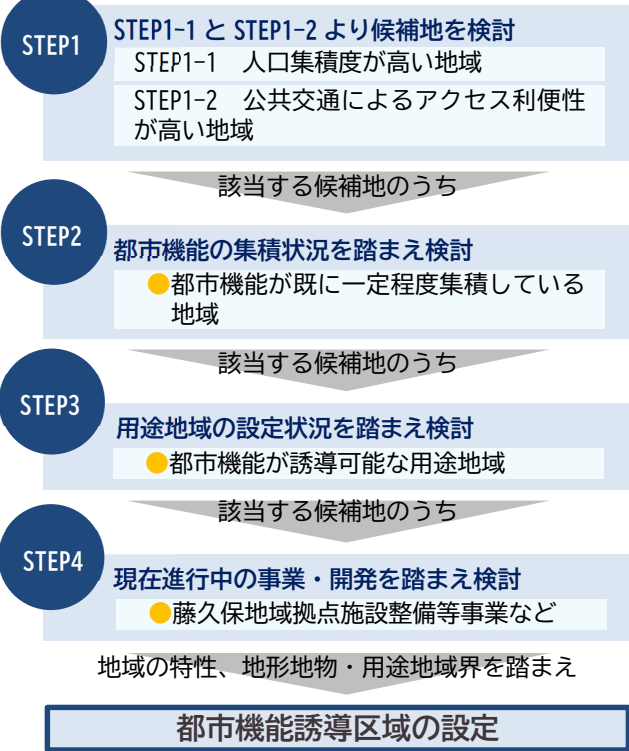 STEP1
STEP1-1 と STEP1-2 より候補地を検討
STEP1-1　人口集積度が高い地域
STEP1-2　公共交通によるアクセス利便性
が高い地域
該当する候補地のうち
STEP2
都市機能の集積状況を踏まえ検討
●都市機能が既に一定程度集積している
地域
該当する候補地のうち
STEP3
用途地域の設定状況を踏まえ検討
●都市機能が誘導可能な用途地域
該当する候補地のうち
STEP4
現在進行中の事業・開発を踏まえ検討
●藤久保地域拠点施設整備等事業など
地域の特性、地形地物・用途地域界を踏まえ
都市機能誘導区域の設定